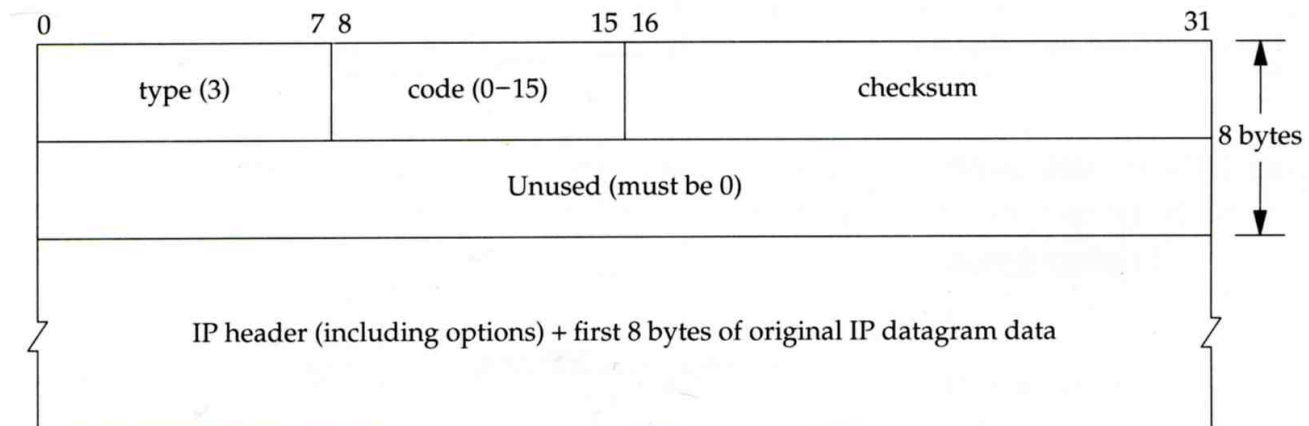 0 7 8 15 16 31
type (3) code (0−15) checksum
8 bytes
Unused (must be 0)
IP header (including options) + first 8 bytes of original IP datagram data